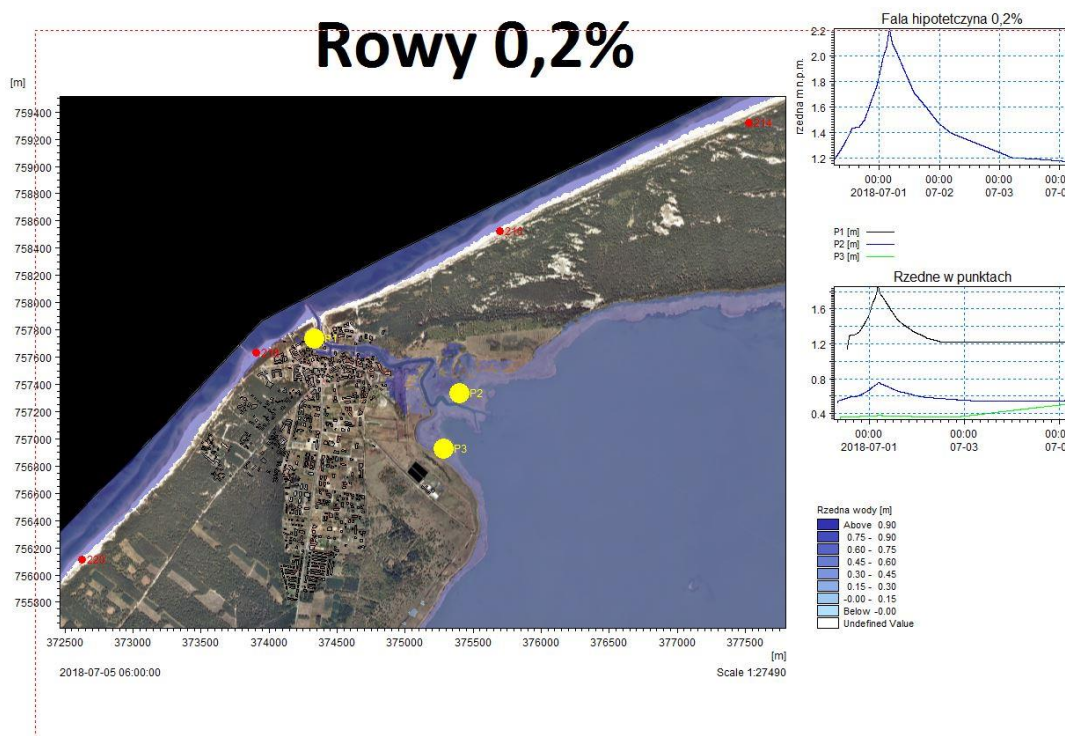 Rowy 0,2%
[m]
759400
759200
759000
758800
758600
758400
758200
758000
757800
757600
757400
757200
757000
756800
756600
756400
756200
756000
755800
P1
P2
P3
372500 373000 373500 374000 374500 375000 375500 376000 376500 377000 377500
[m]
2018-07-05 06:00:00
Scale 1:27490
Fala hipotetczyna 0,2%
rzedna m n.p.m.
2.2
2.0
1.8
1.6
1.4
1.2
00:00 00:00 00:00 00:00
2018-07-01 07-02 07-03
P1 [m]
P2 [m]
P3 [m]
Rzedne w punktach
1.6
1.2
0.8
0.4
00:00 00:00
2018-07-01 07-03
Rzedna wody [m]
Above 0.90
0.75 - 0.90
0.60 - 0.75
0.45 - 0.60
0.30 - 0.45
0.15 - 0.30
-0.00 - 0.15
Below -0.00
Undefined Value